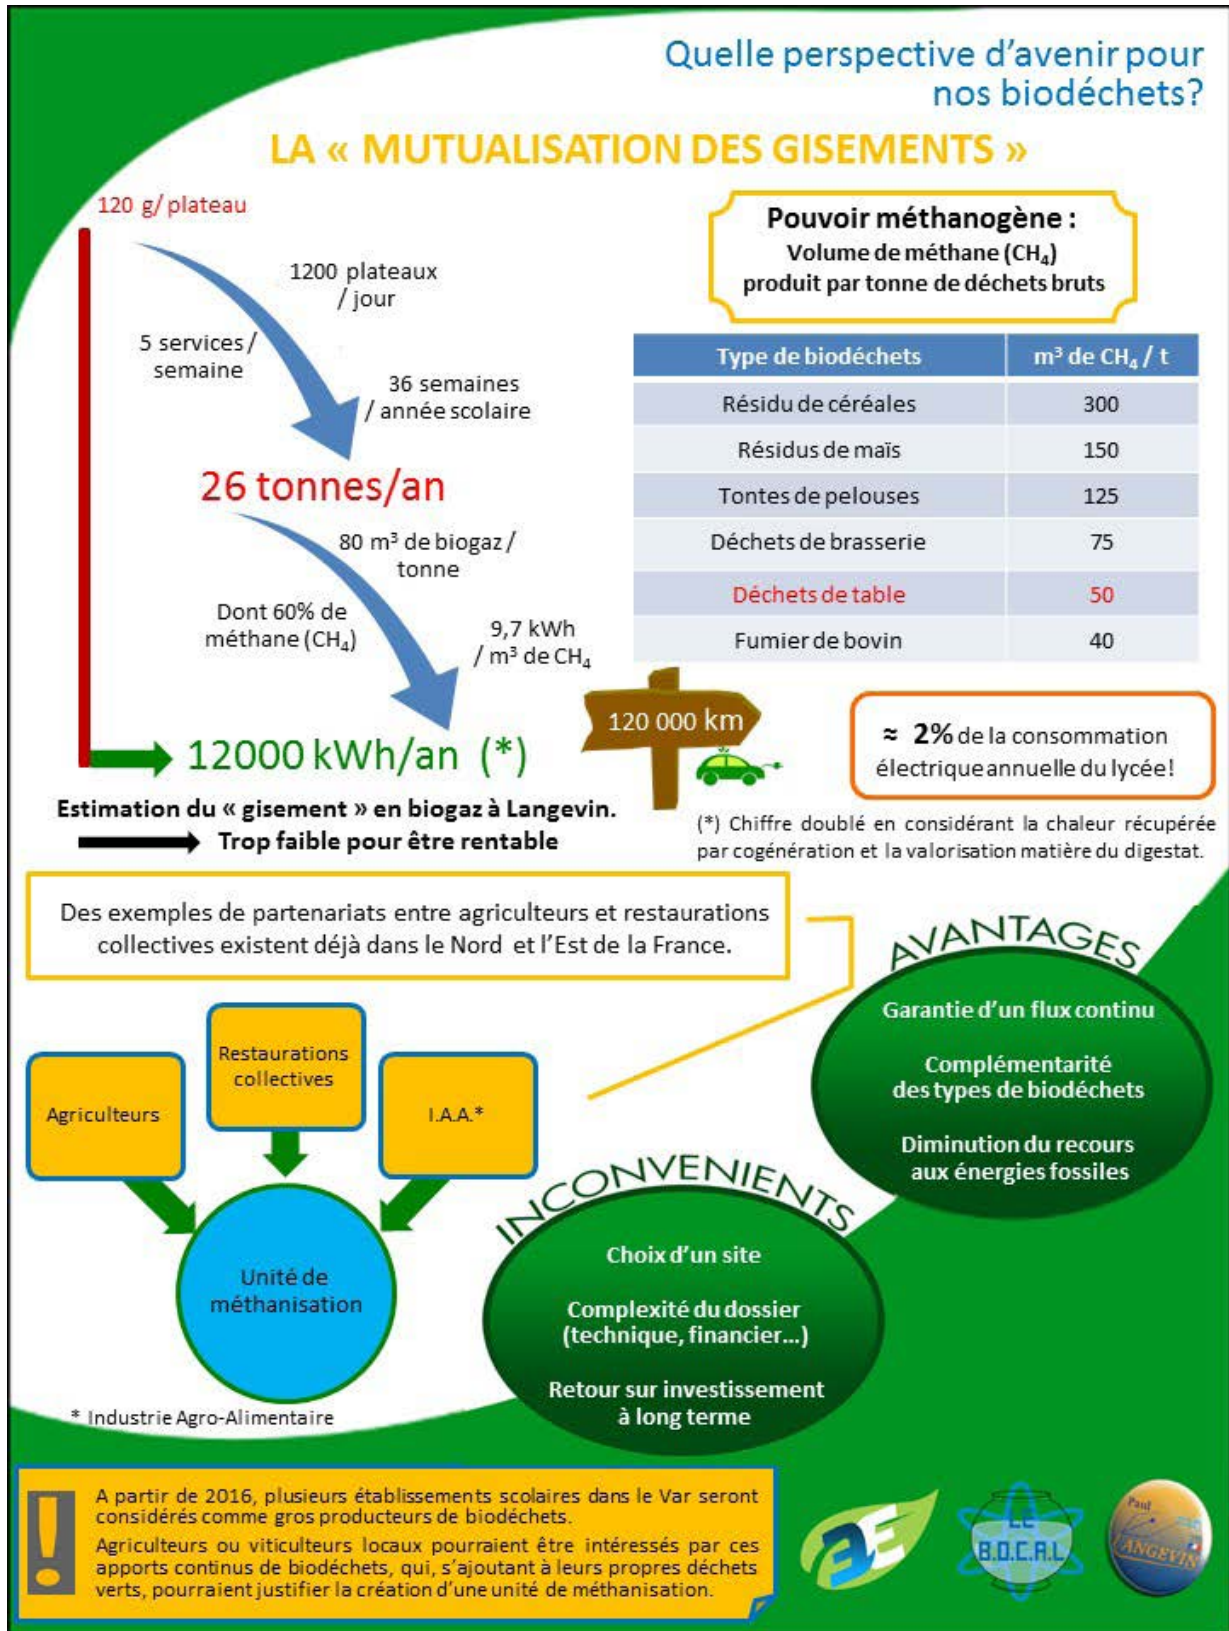 Quelle perspective d'avenir pour
nos biodéchets?
LA « MUTUALISATION DES GISEMENTS »
120 g/ plateau
1200 plateaux
/ jour
5 services /
semaine
36 semaines
/ année scolaire
26 tonnes/an
80 m³ de biogaz /
tonne
Dont 60% de
méthane (CH₄)
9,7 kWh
/ m³ de CH₄
12000 kWh/an (*)
Estimation du « gisement » en biogaz à Langevin.
Trop faible pour être rentable
Pouvoir méthanogène :
Volume de méthane (CH₄)
produit par tonne de déchets bruts
Type de biodéchets m³ de CH₄ / t
Résidu de céréales 300
Résidus de maïs 150
Tontes de pelouses 125
Déchets de brasserie 75
Déchets de table 50
Fumier de bovin 40
120 000 km
≈ 2% de la consommation
électrique annuelle du lycée!
(*) Chiffre doublé en considérant la chaleur récupérée
par cogénération et la valorisation matière du digestat.
Des exemples de partenariats entre agriculteurs et restaurations
collectives existent déjà dans le Nord et l'Est de la France.
AVANTAGES
Garantie d'un flux continu
Complémentarité
des types de biodéchets
Diminution du recours
aux énergies fossiles
Agriculteurs
Restaurations
collectives
I.A.A.*
Unité de
méthanisation
* Industrie Agro-Alimentaire
INCONVENIENTS
Choix d'un site
Complexité du dossier
(technique, financier...)
Retour sur investissement
à long terme
A partir de 2016, plusieurs établissements scolaires dans le Var seront
considérés comme gros producteurs de biodéchets.
Agriculteurs ou viticulteurs locaux pourraient être intéressés par ces
apports continus de biodéchets, qui, s'ajoutant à leurs propres déchets
verts, pourraient justifier la création d'une unité de méthanisation.
LE
B.O.C.A.L
Paul
LANGEVIN